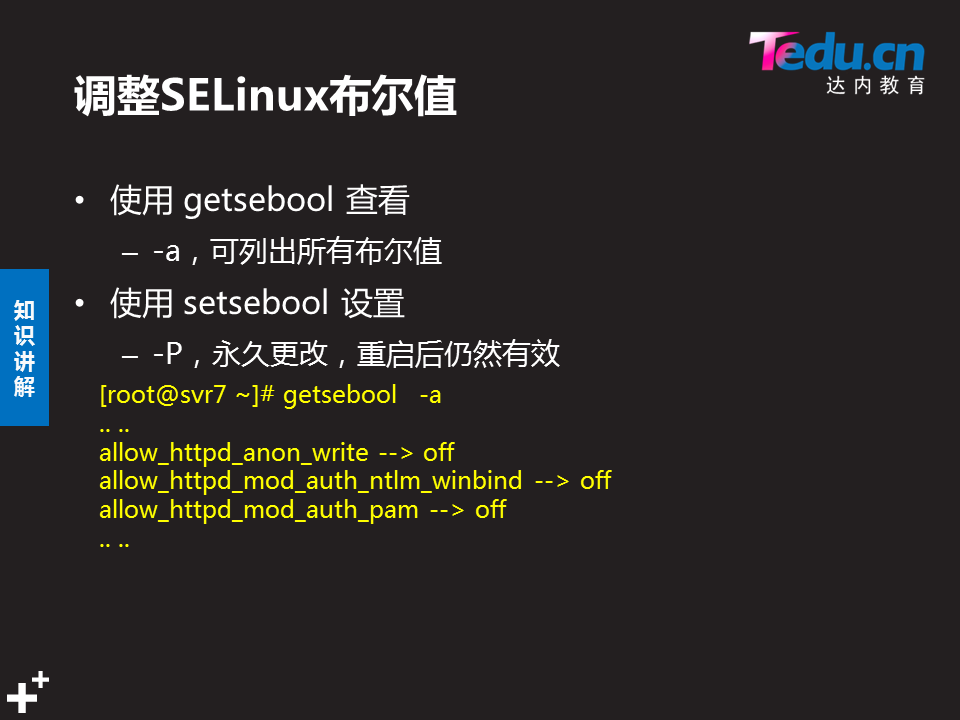 Tedu.cn
达内教育
调整SELinux布尔值
• 使用 getsebool 查看
– -a，可列出所有布尔值
• 使用 setsebool 设置
– -P，永久更改，重启后仍然有效
知识讲解
[root@svr7 ~]# getsebool -a
.. ..
allow_httpd_anon_write --> off
allow_httpd_mod_auth_ntlm_winbind --> off
allow_httpd_mod_auth_pam --> off
.. ..